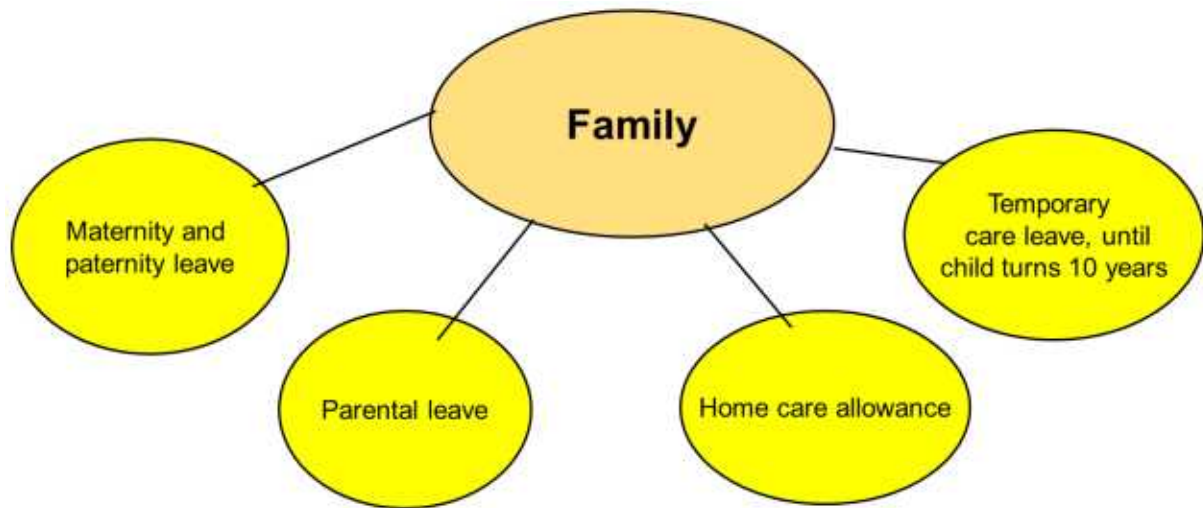 Family
Maternity and
paternity leave
Parental leave
Home care allowance
Temporary
care leave, until
child turns 10 years